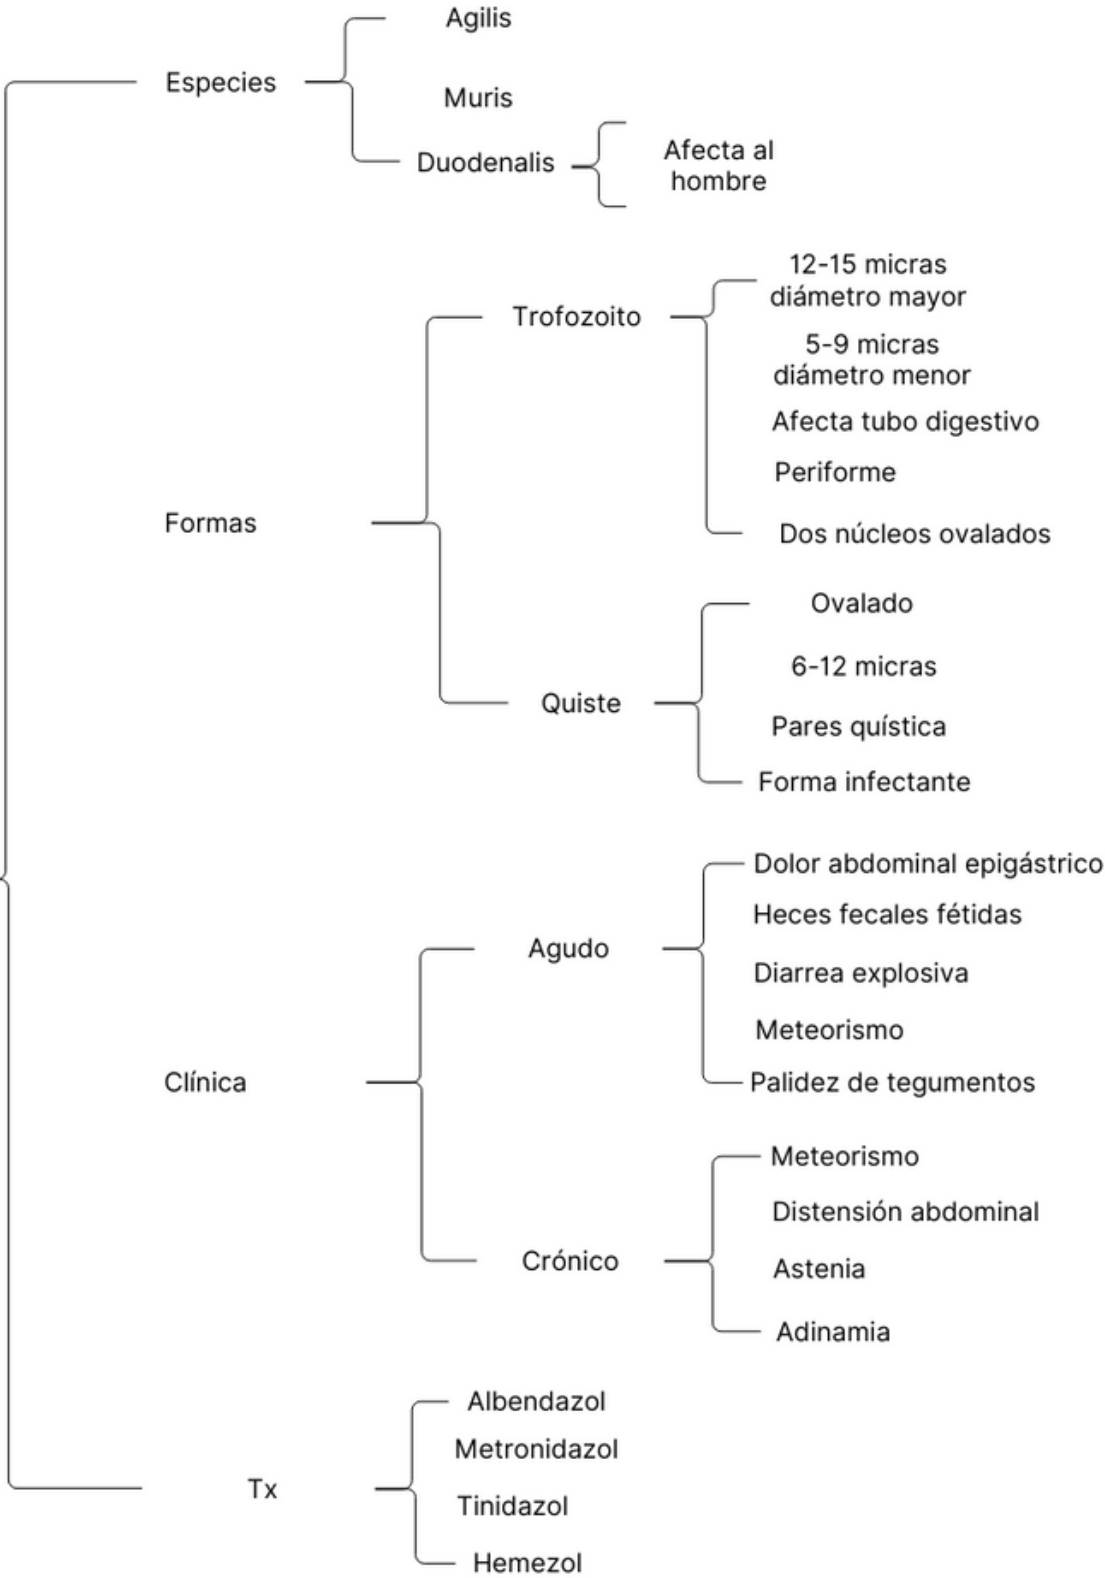 Especies
Agilis
Muris
Duodenalis
Afecta al
hombre
Formas
Trofozoito
12-15 micras
diámetro mayor
5-9 micras
diámetro menor
Afecta tubo digestivo
Periforme
Dos núcleos ovalados
Quiste
Ovalado
6-12 micras
Pares quística
Forma infectante
Clínica
Agudo
Dolor abdominal epigástrico
Heces fecales fétidas
Diarrea explosiva
Meteorismo
Palidez de tegumentos
Crónico
Meteorismo
Distensión abdominal
Astenia
Adinamia
Tx
Albendazol
Metronidazol
Tinidazol
Hemezol